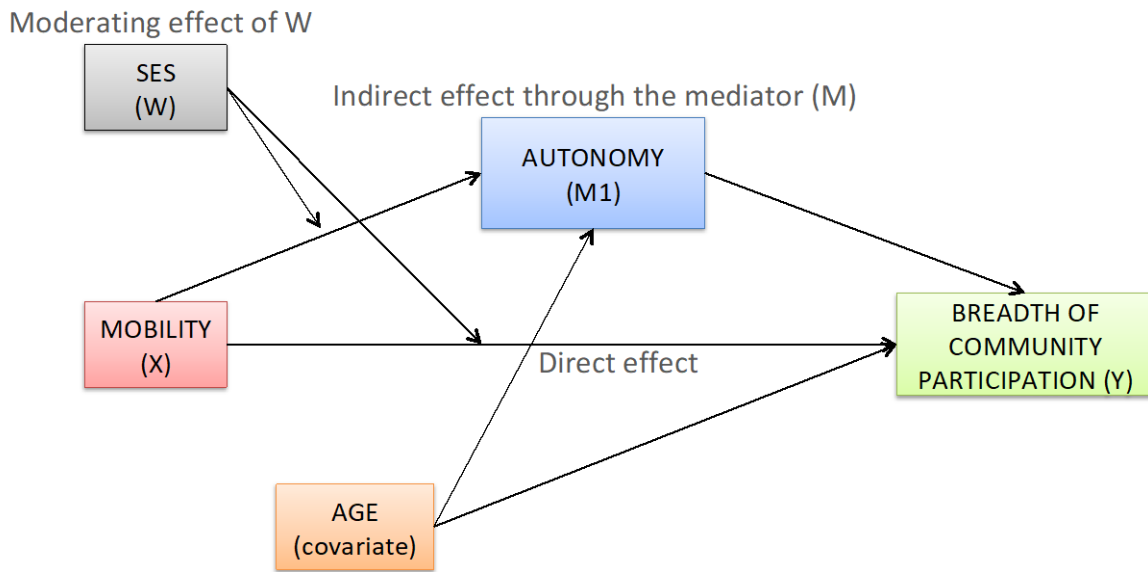 Moderating effect of W
SES
(W)
Indirect effect through the mediator (M)
AUTONOMY
(M1)
MOBILITY
(X)
Direct effect
BREADTH OF
COMMUNITY
PARTICIPATION (Y)
AGE
(covariate)